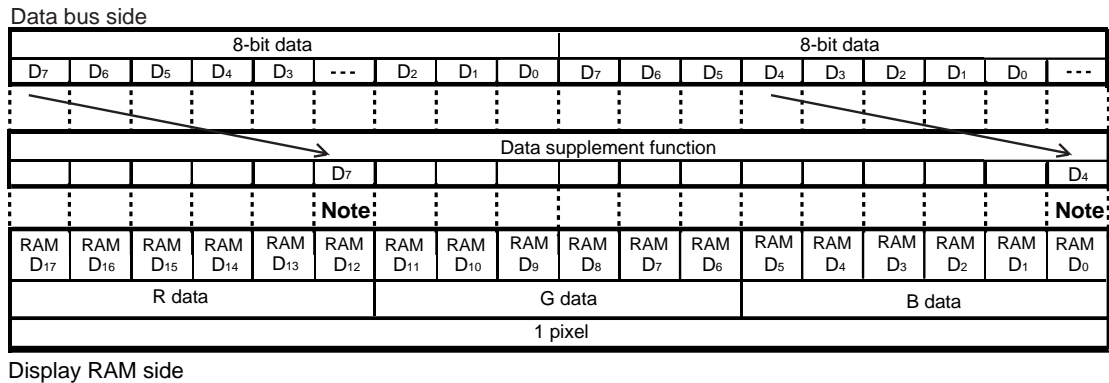 Data bus side
8-bit data 8-bit data
D7 D6 D5 D4 D3 --- D2 D1 D0 D7 D6 D5 D4 D3 D2 D1 D0 ---
Data supplement function
D7 D4
Note Note
RAM RAM RAM RAM RAM RAM RAM RAM RAM RAM RAM RAM RAM RAM RAM RAM RAM RAM
D17 D16 D15 D14 D13 D12 D11 D10 D9 D8 D7 D6 D5 D4 D3 D2 D1 D0
R data G data B data
1 pixel
Display RAM side